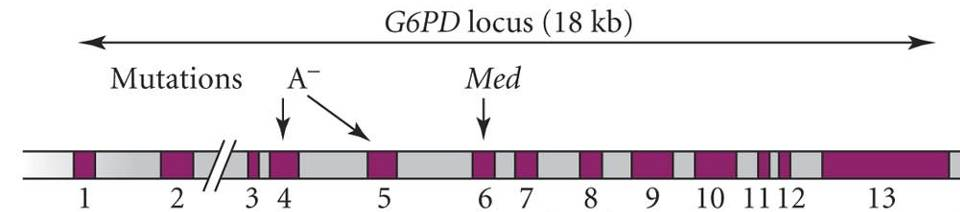 G6PD locus (18 kb)
Mutations A⁻ Med
1 2 3 4 5 6 7 8 9 10 11 12 13